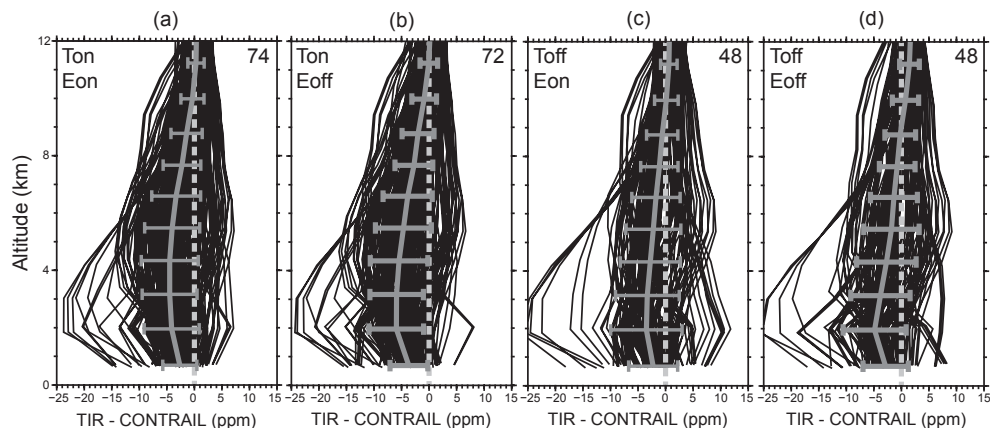 (a) (b) (c) (d)
Ton 74 Ton 72 Toff 48 Toff 48
Eon Eoff Eon Eoff
12
8
4
0
Altitude (km)
−25 −20 −15 −10 −5 0 5 10 15 −25 −20 −15 −10 −5 0 5 10 15 −25 −20 −15 −10 −5 0 5 10 15 −25 −20 −15 −10 −5 0 5 10 15
TIR - CONTRAIL (ppm) TIR - CONTRAIL (ppm) TIR - CONTRAIL (ppm) TIR - CONTRAIL (ppm)